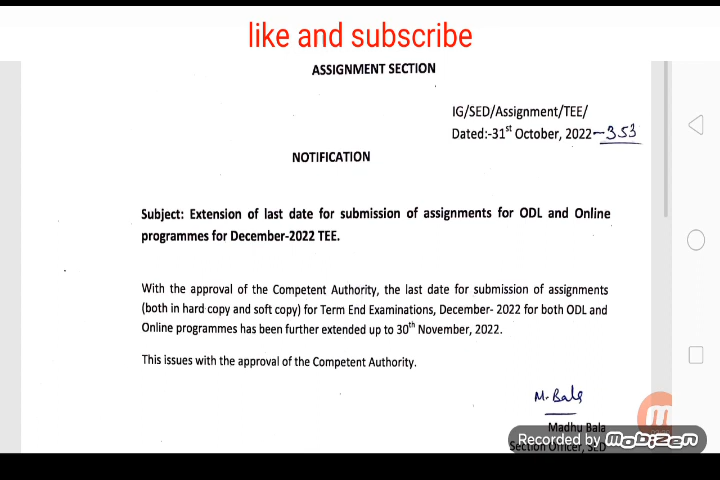 like and subscribe
ASSIGNMENT SECTION
IG/SED/Assignment/TEE/
Dated:-31st October, 2022-353
NOTIFICATION
Subject: Extension of last date for submission of assignments for ODL and Online
programmes for December-2022 TEE.
With the approval of the Competent Authority, the last date for submission of assignments
(both in hard copy and soft copy) for Term End Examinations, December- 2022 for both ODL and
Online programmes has been further extended up to 30th November, 2022.
This issues with the approval of the Competent Authority.
M. Bala
Madhu Bala
Recorded by MOBIZEN
Section Officer, SED